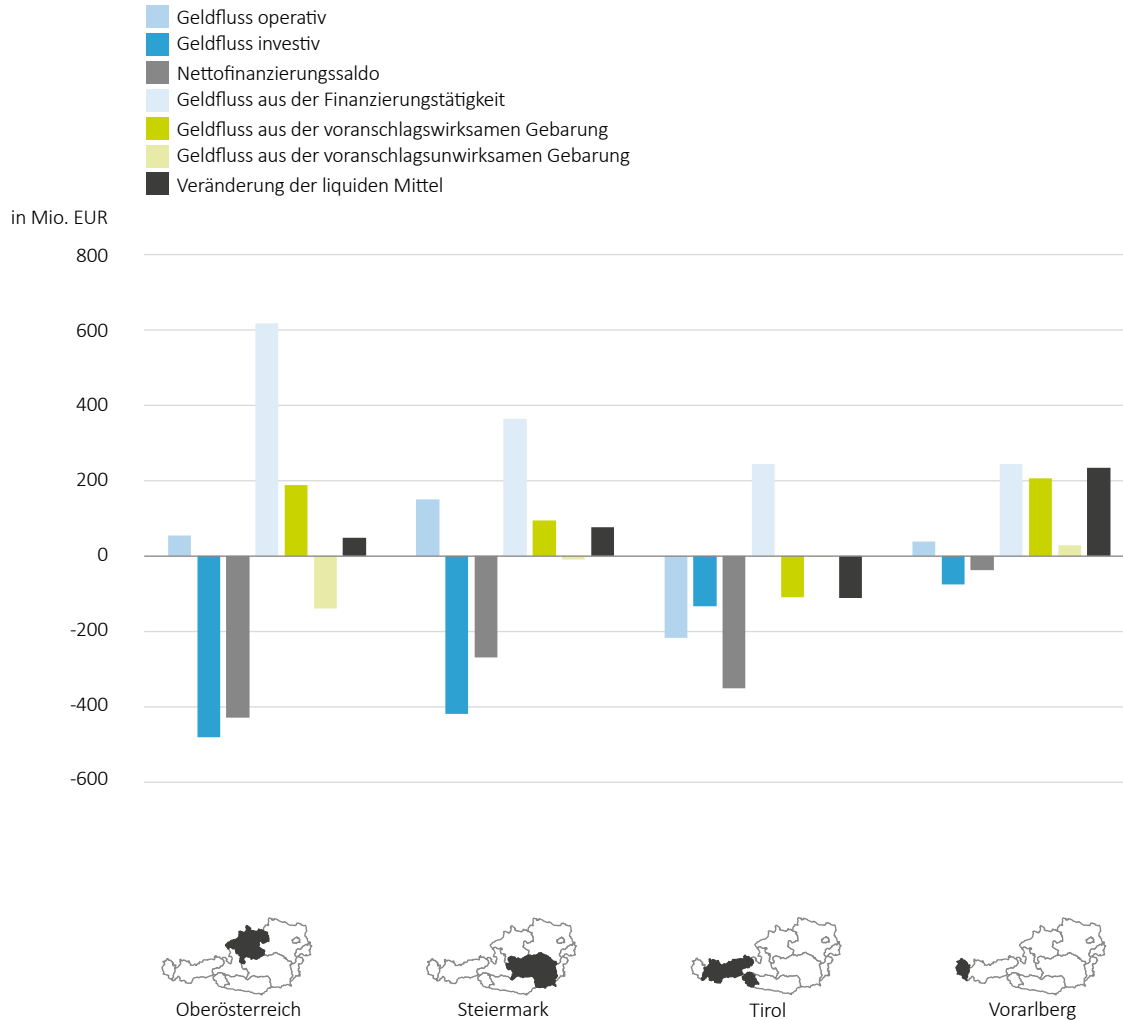 Geldfluss operativ
Geldfluss investiv
Nettofinanzierungssaldo
Geldfluss aus der Finanzierungstätigkeit
Geldfluss aus der voranschlagswirksamen Gebarung
Geldfluss aus der voranschlagsunwirksamen Gebarung
Veränderung der liquiden Mittel
in Mio. EUR
800
600
400
200
0
-200
-400
-600
Oberösterreich
Steiermark
Tirol
Vorarlberg